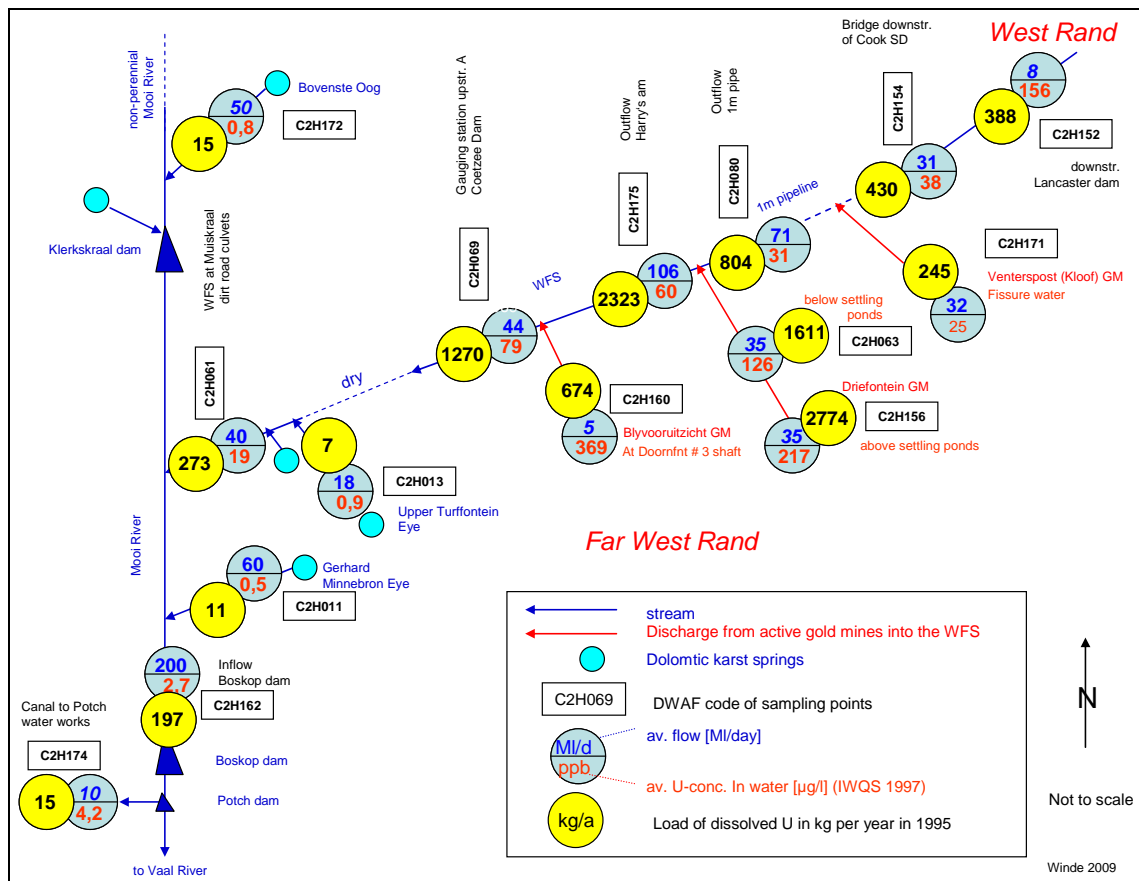 West Rand
Bridge downstr.
of Cook SD
8
156
388
C2H152
downstr.
Lancaster dam
C2H154
31
38
430
non-perennial
Mooi River
Bovenste Oog
50
0,8
15
C2H172
Klerkskraal dam
WFS at Muiskraal
dirt road culvets
Gauging station upstr. A
Coetzee Dam
C2H069
Outflow
Harry's am
C2H175
Outflow
1m pipe
C2H080
1m pipeline
71
31
804
C2H171
245
32
25
Venterspost (Kloof) GM
Fissure water
106
60
2323
WFS
44
79
1270
below settling
ponds
1611
35
126
C2H063
Driefontein GM
2774
35
217
C2H156
above settling ponds
674
5
369
C2H160
Blyvooruitzicht GM
At Doornfnt # 3 shaft
dry
C2H061
40
19
273
7
18
0,9
C2H013
Upper Turffontein
Eye
Mooi River
60
0,5
11
Gerhard
Minnebron Eye
C2H011
Far West Rand
200
2,7
197
Inflow
Boskop dam
C2H162
Canal to Potch
water works
C2H174
15
10
4,2
Boskop dam
Potch dam
to Vaal River
stream
Discharge from active gold mines into the WFS
Dolomtic karst springs
C2H069
DWAF code of sampling points
Ml/d
ppb
av. flow [Ml/day]
av. U-conc. In water [µg/l] (IWQS 1997)
kg/a
Load of dissolved U in kg per year in 1995
N
Not to scale
Winde 2009